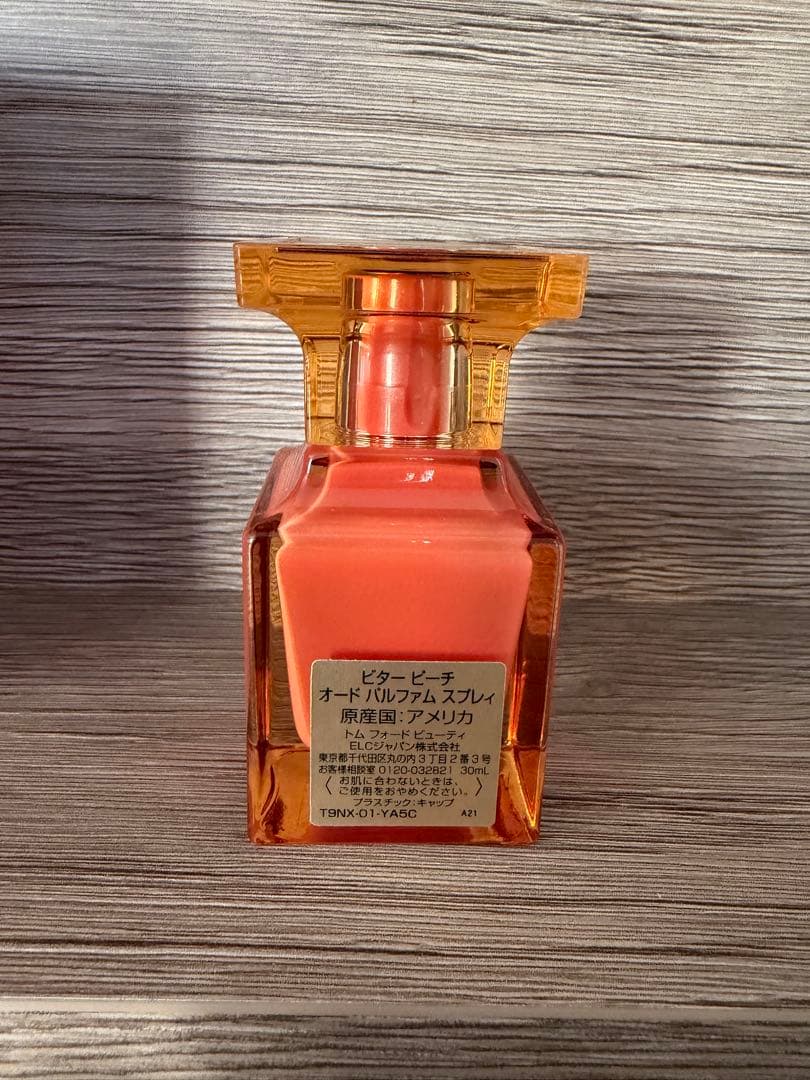 ビター ピーチ
オード パルファム スプレィ
原産国：アメリカ
トム フォード ビューティ
ELCジャパン株式会社
東京都千代田区丸の内3丁目2番3号
お客様相談室 0120-032821 30mL
〈 お肌に合わないときは、
ご使用をおやめください。 〉
プラスチック：キャップ
T9NX-01-YA5C A21